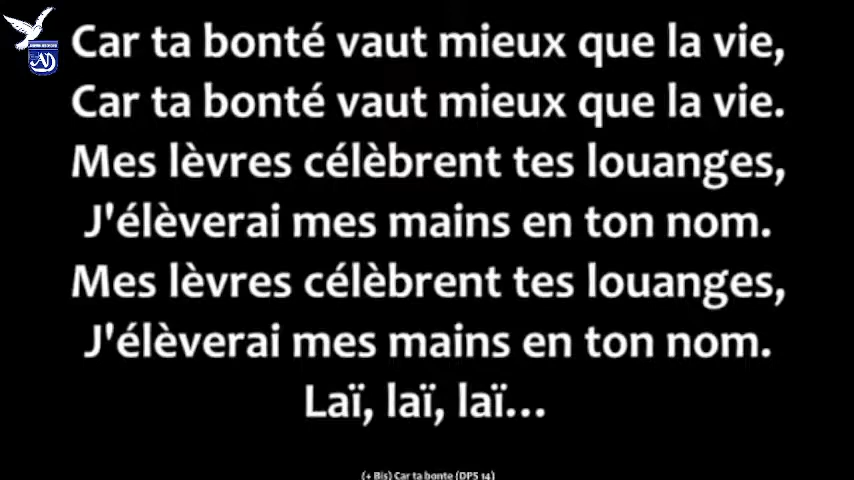 Car ta bonté vaut mieux que la vie,
Car ta bonté vaut mieux que la vie.
Mes lèvres célèbrent tes louanges,
J'élèverai mes mains en ton nom.
Mes lèvres célèbrent tes louanges,
J'élèverai mes mains en ton nom.
Laï, laï, laï...
(+ Bis) Car ta bonte (DPS 14)